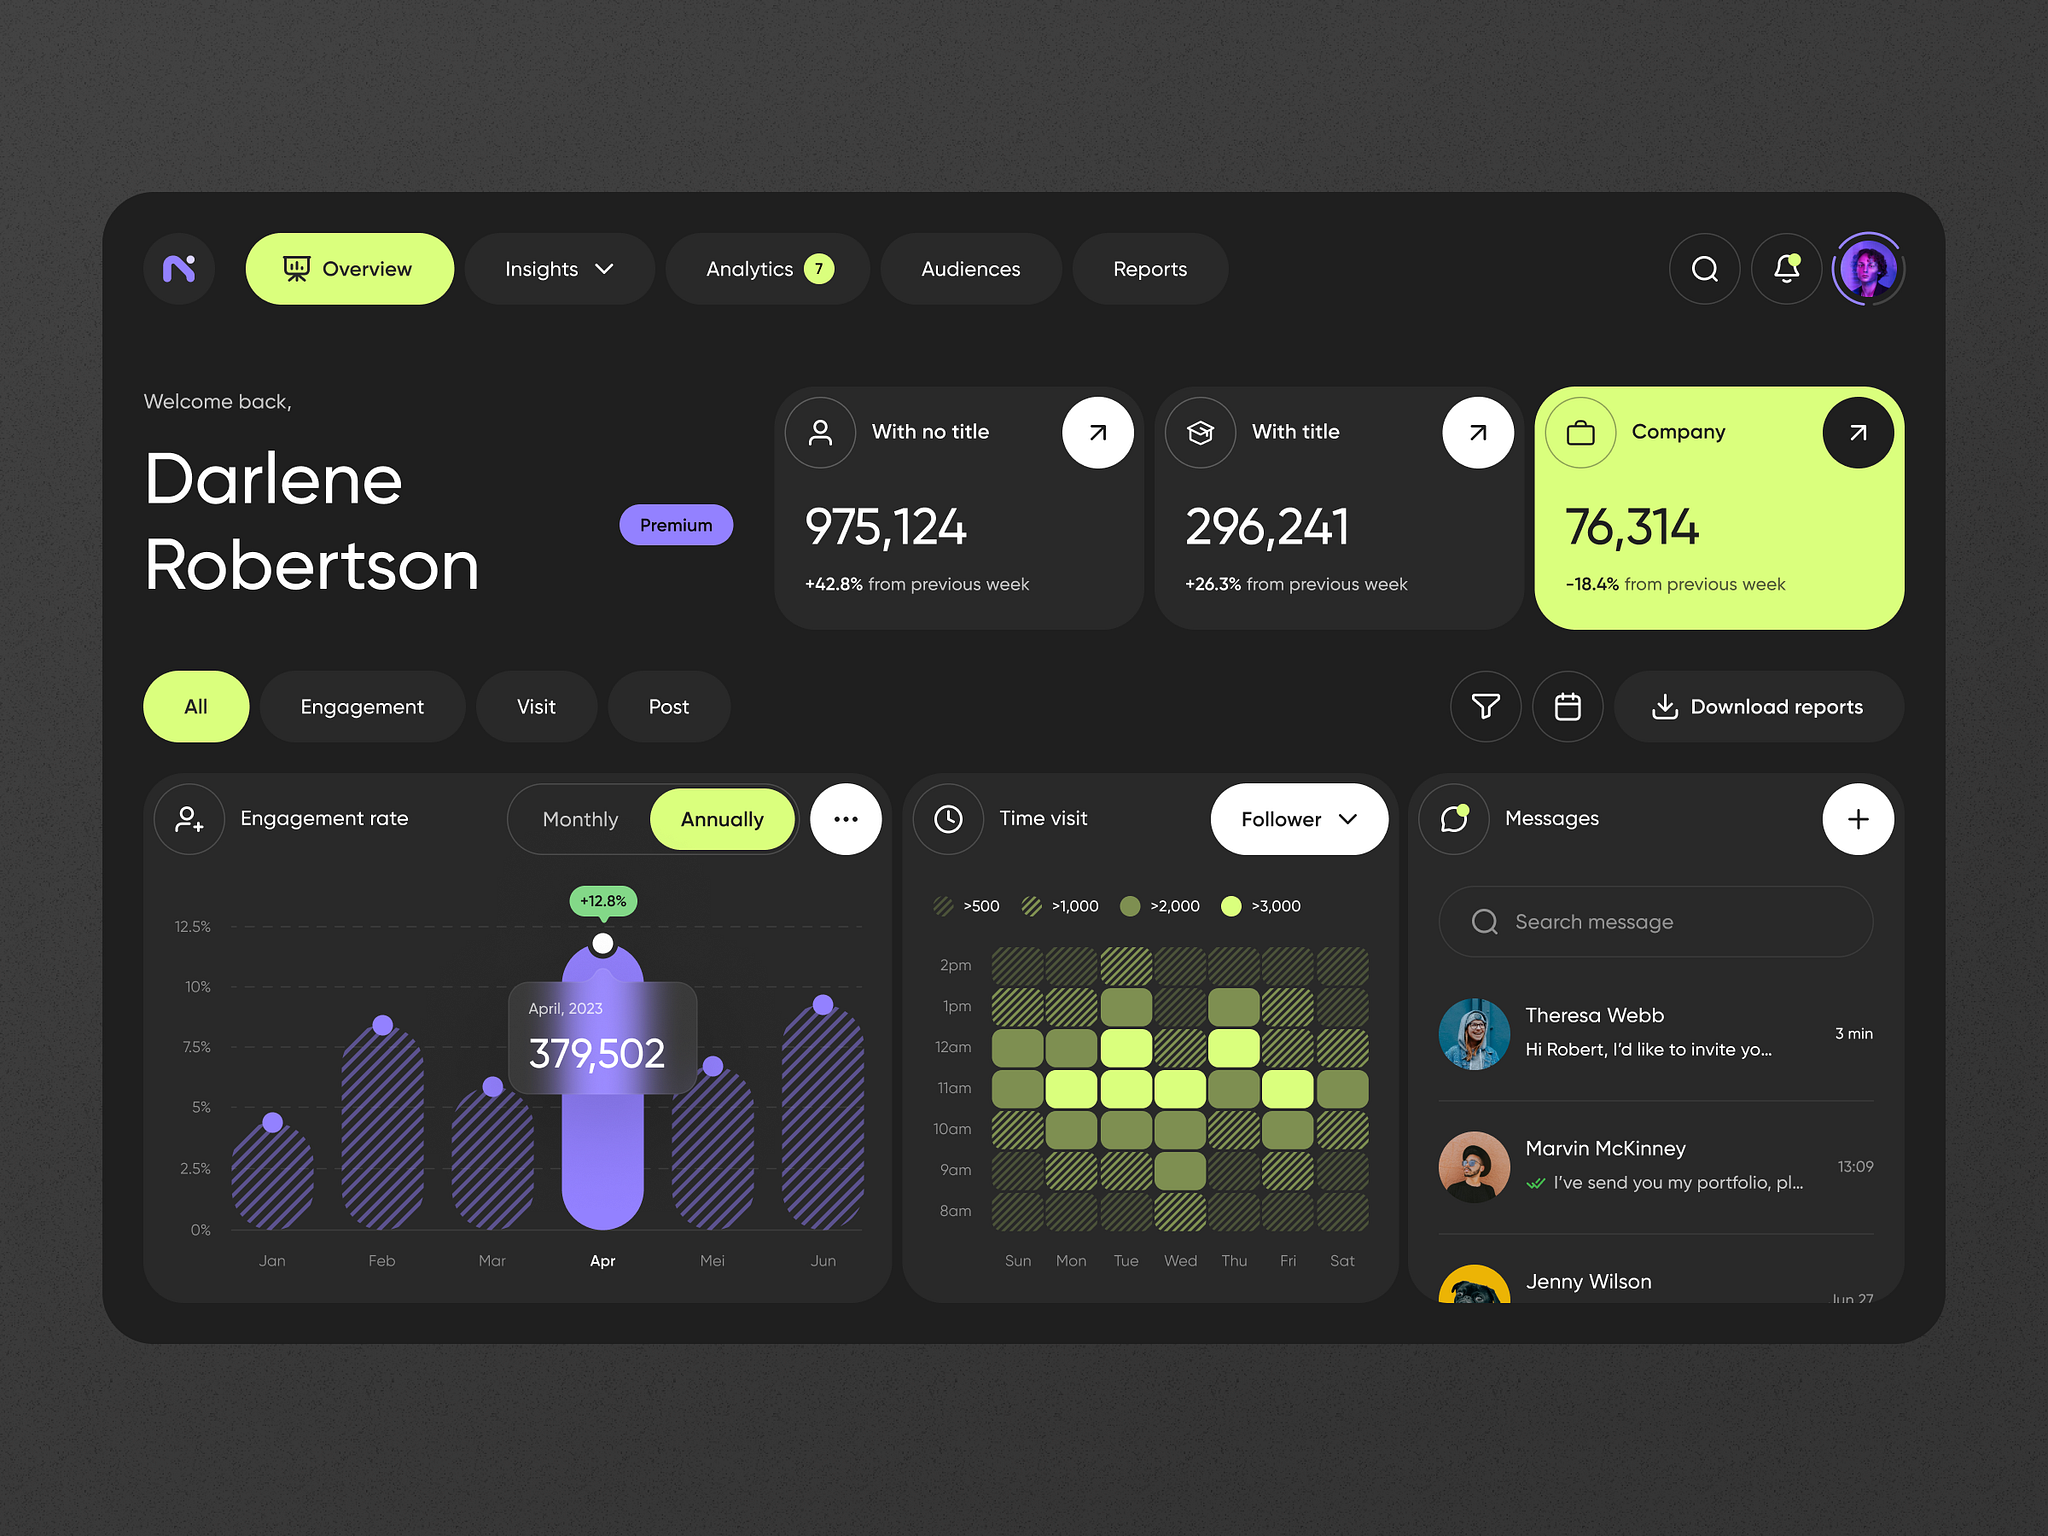 Overview
Insights
Analytics 7
Audiences
Reports
Welcome back,
Darlene
Robertson
Premium
With no title
975,124
+42.8% from previous week
With title
296,241
+26.3% from previous week
Company
76,314
-18.4% from previous week
All
Engagement
Visit
Post
Download reports
Engagement rate
Monthly
Annually
+12.8%
12.5%
10%
7.5%
5%
2.5%
0%
April, 2023
379,502
Jan
Feb
Mar
Apr
Mei
Jun
Time visit
Follower
>500
>1,000
>2,000
>3,000
2pm
1pm
12am
11am
10am
9am
8am
Sun
Mon
Tue
Wed
Thu
Fri
Sat
Messages
Search message
Theresa Webb
Hi Robert, I'd like to invite yo...
3 min
Marvin McKinney
I've send you my portfolio, pl...
13:09
Jenny Wilson
Jun 27